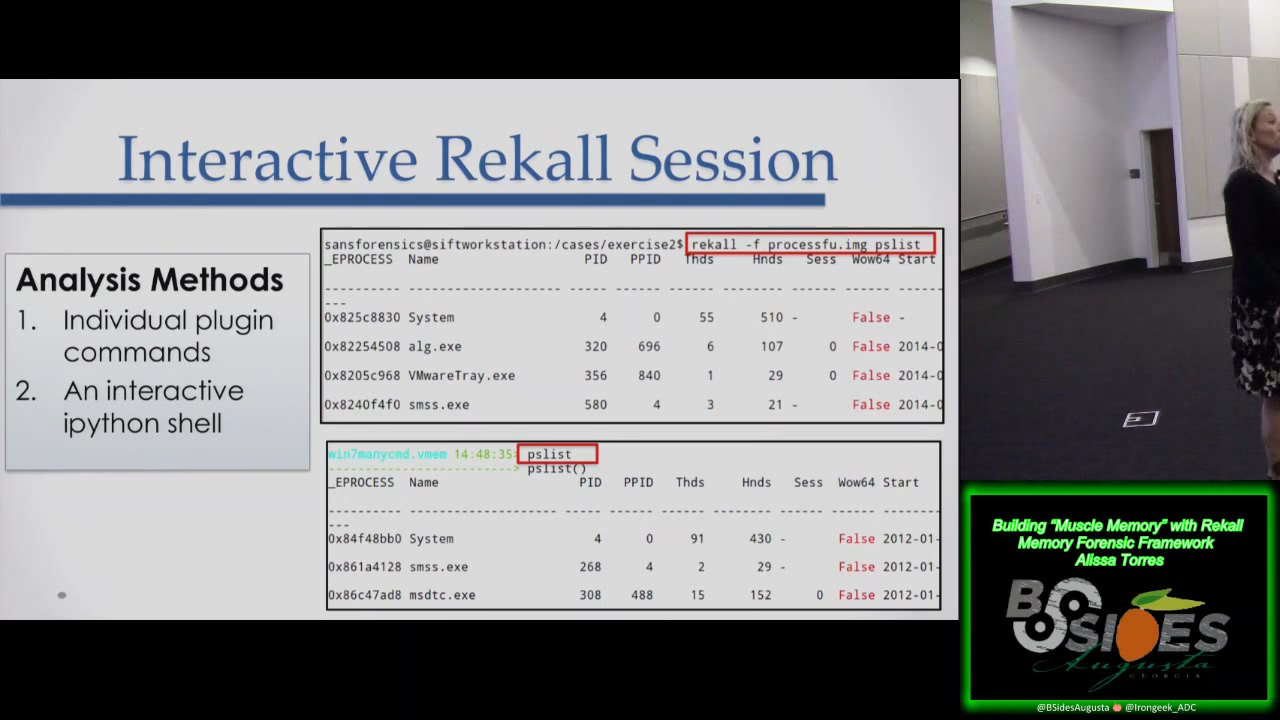 Interactive Rekall Session
Analysis Methods
1. Individual plugin
commands
2. An interactive
ipython shell
sansforensics@siftworkstation:/cases/exercise2$ rekall -f processfu.img pslist
_EPROCESS Name PID PPID Thds Hnds Sess Wow64 Start
---------- -------------------- ----- ------ ------ -------- ------ ------ ------
---
0x825c8830 System 4 0 55 510 - False -
0x82254508 alg.exe 320 696 6 107 0 False 2014-0
0x8205c968 VMwareTray.exe 356 840 1 29 0 False 2014-0
0x8240f4f0 smss.exe 580 4 3 21 - False 2014-0
win7manycmd.vmem 14:48:35> pslist
-----------------------> pslist()
_EPROCESS Name PID PPID Thds Hnds Sess Wow64 Start
---------- -------------------- ----- ------ ------ -------- ------ ------ ------
---
0x84f48bb0 System 4 0 91 430 - False 2012-01-
0x861a4128 smss.exe 268 4 2 29 - False 2012-01-
0x86c47ad8 msdtc.exe 308 488 15 152 0 False 2012-01-
Building “Muscle Memory” with Rekall
Memory Forensic Framework
Alissa Torres
BSIDES
Augusta
GEORGIA
@BSidesAugusta @Irongeek_ADC